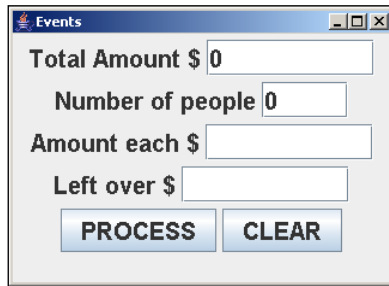 Events
Total Amount $ 0
Number of people 0
Amount each $
Left over $
PROCESS CLEAR